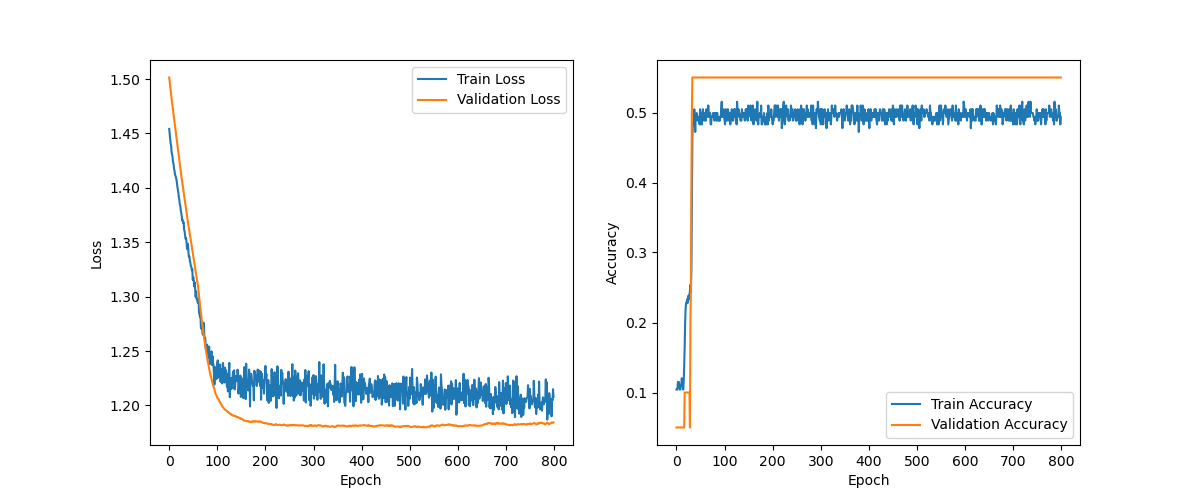 Train Loss
Validation Loss
1.50
1.45
1.40
1.35
1.30
1.25
1.20
Loss
0 100 200 300 400 500 600 700 800
Epoch
0.5
0.4
0.3
0.2
0.1
Accuracy
Train Accuracy
Validation Accuracy
0 100 200 300 400 500 600 700 800
Epoch